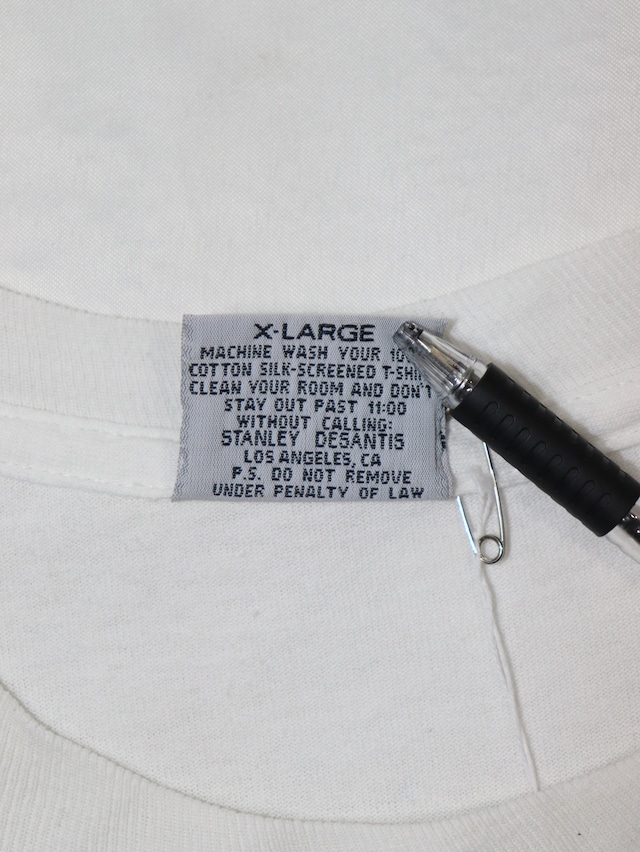 X-LARGE
MACHINE WASH YOUR
COTTON SILK-SCREENED
CLEAN YOUR ROOM AND DON'T
STAY OUT PAST 11:00
WITHOUT CALLING:
STANLEY DESANTIS
LOS ANGELES, CA
P.S. DO NOT REMOVE
UNDER PENALTY OF LAW